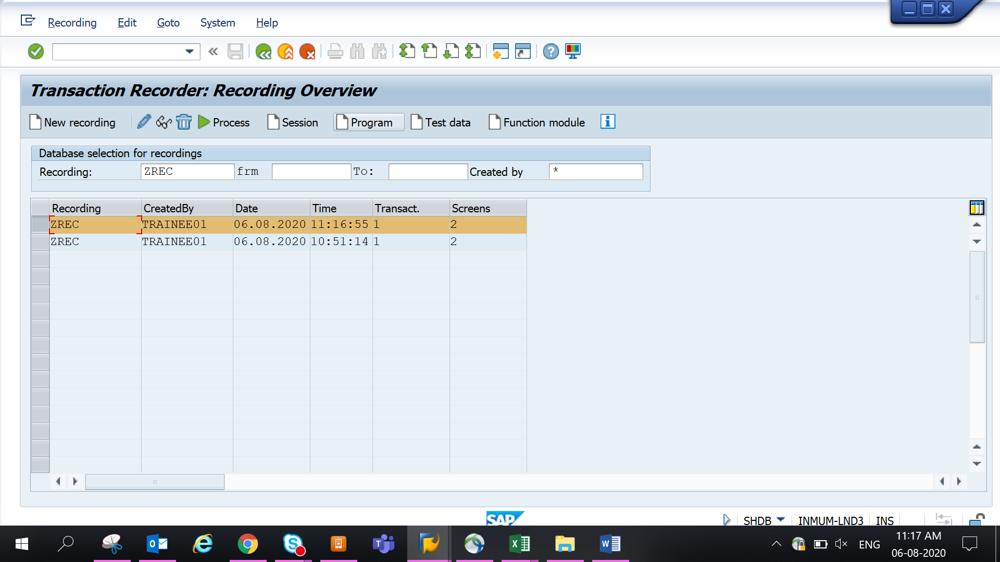 Recording Edit Goto System Help
Transaction Recorder: Recording Overview
New recording Process Session Program Test data Function module
Database selection for recordings
Recording: ZREC frm To: Created by *
Recording CreatedBy Date Time Transact. Screens
ZREC TRAINEE01 06.08.2020 11:16:55 1 2
ZREC TRAINEE01 06.08.2020 10:51:14 1 2
SAP SHDB INMUM-LND3 INS
ENG 11:17 AM
06-08-2020